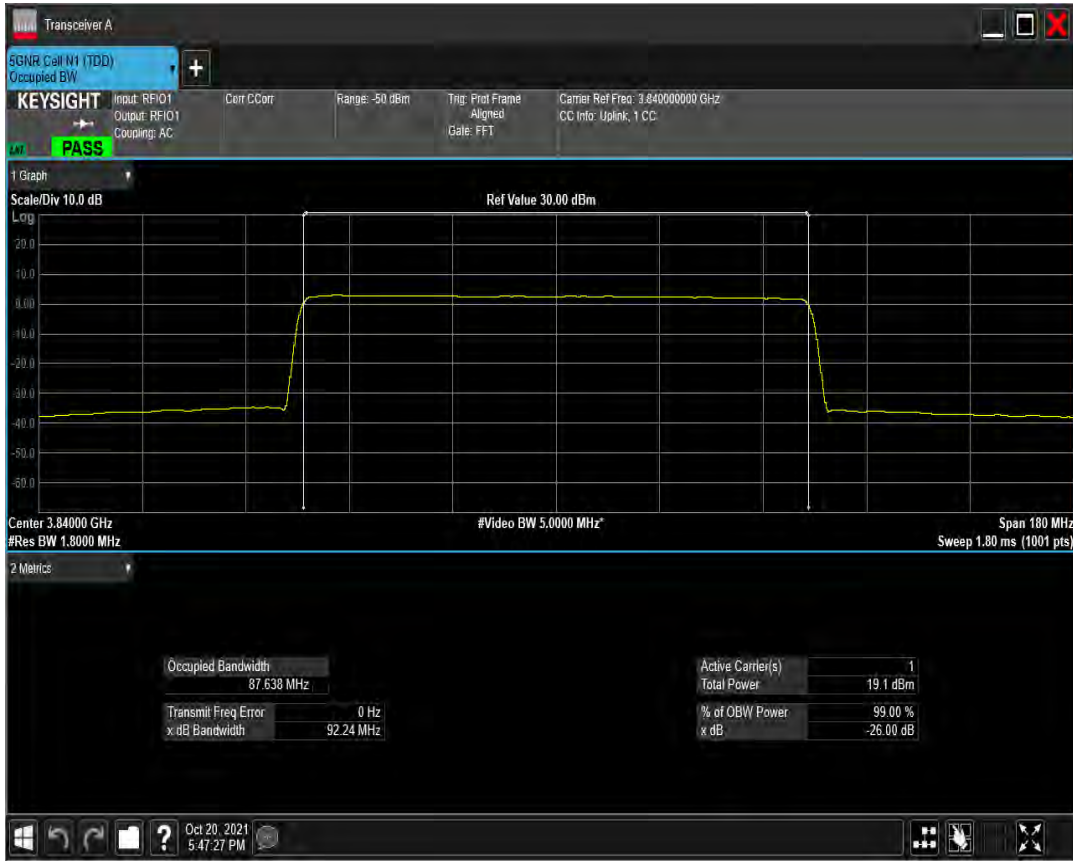 Transceiver A
5GNR Cell N1 (TDD)
Occupied BW
+
KEYSIGHT
Input: RFIO1
Output: RFIO1
Coupling: AC
Corr CCorr
Range: -50 dBm
Trig: Prot Frame
Aligned
Gate: FFT
Carrier Ref Freq: 3.840000000 GHz
CC Info: Uplink, 1 CC
PASS
1 Graph
Scale/Div 10.0 dB
Ref Value 30.00 dBm
Log
20.0
10.0
0.00
-10.0
-20.0
-30.0
-40.0
-50.0
-60.0
Center 3.84000 GHz
#Video BW 5.0000 MHz*
Span 180 MHz
#Res BW 1.8000 MHz
Sweep 1.80 ms (1001 pts)
2 Metrics
Occupied Bandwidth
87.638 MHz
Transmit Freq Error 0 Hz
x dB Bandwidth 92.24 MHz
Active Carrier(s) 1
Total Power 19.1 dBm
% of OBW Power 99.00 %
x dB -26.00 dB
?
Oct 20, 2021
5:47:27 PM